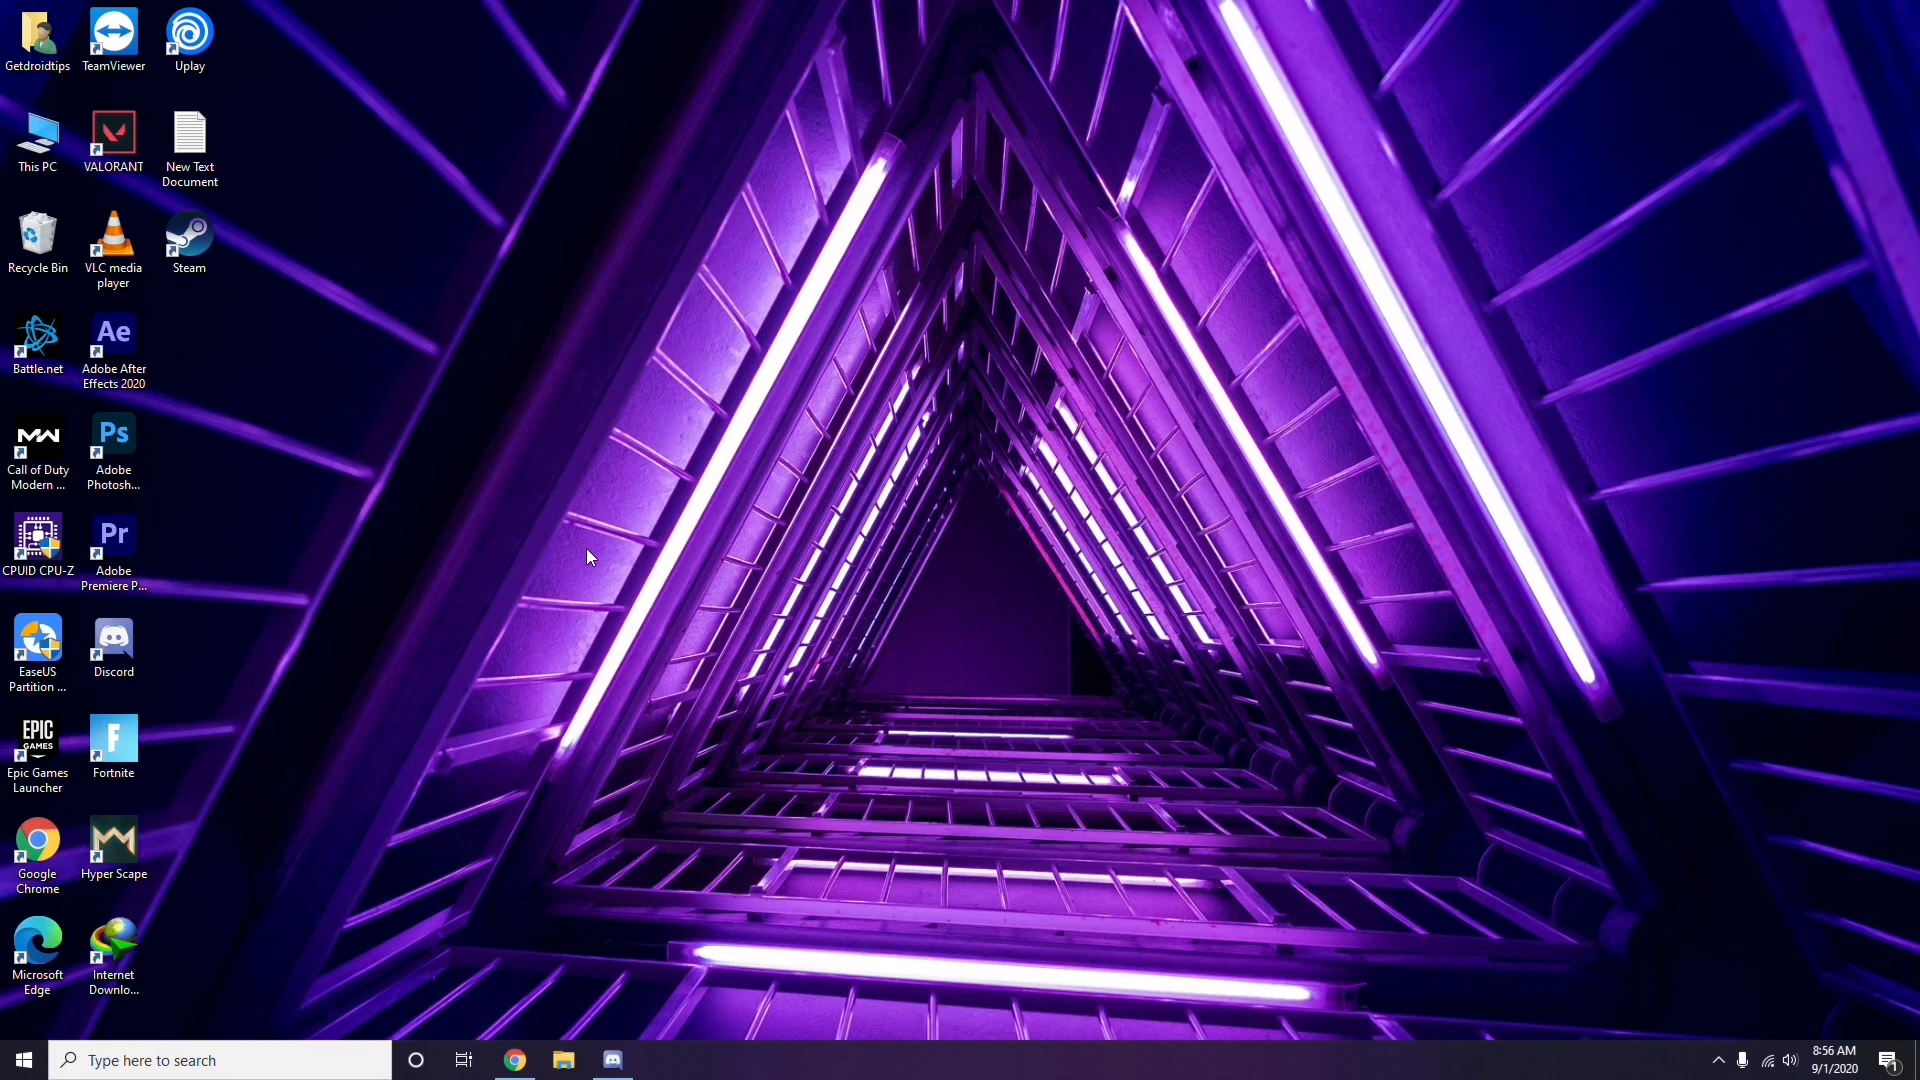 Getdroidtips
TeamViewer
Uplay
This PC
VALORANT
New Text
Document
Recycle Bin
VLC media
player
Steam
Battle.net
Ae
Adobe After
Effects 2020
MW
Call of Duty
Modern ...
Ps
Adobe
Photosh...
CPUID CPU-Z
Pr
Adobe
Premiere P...
EaseUS
Partition ...
Discord
EPIC
GAMES
Epic Games
Launcher
F
Fortnite
Google
Chrome
Hyper Scape
Microsoft
Edge
Internet
Downlo...
Type here to search
8:56 AM
9/1/2020
1